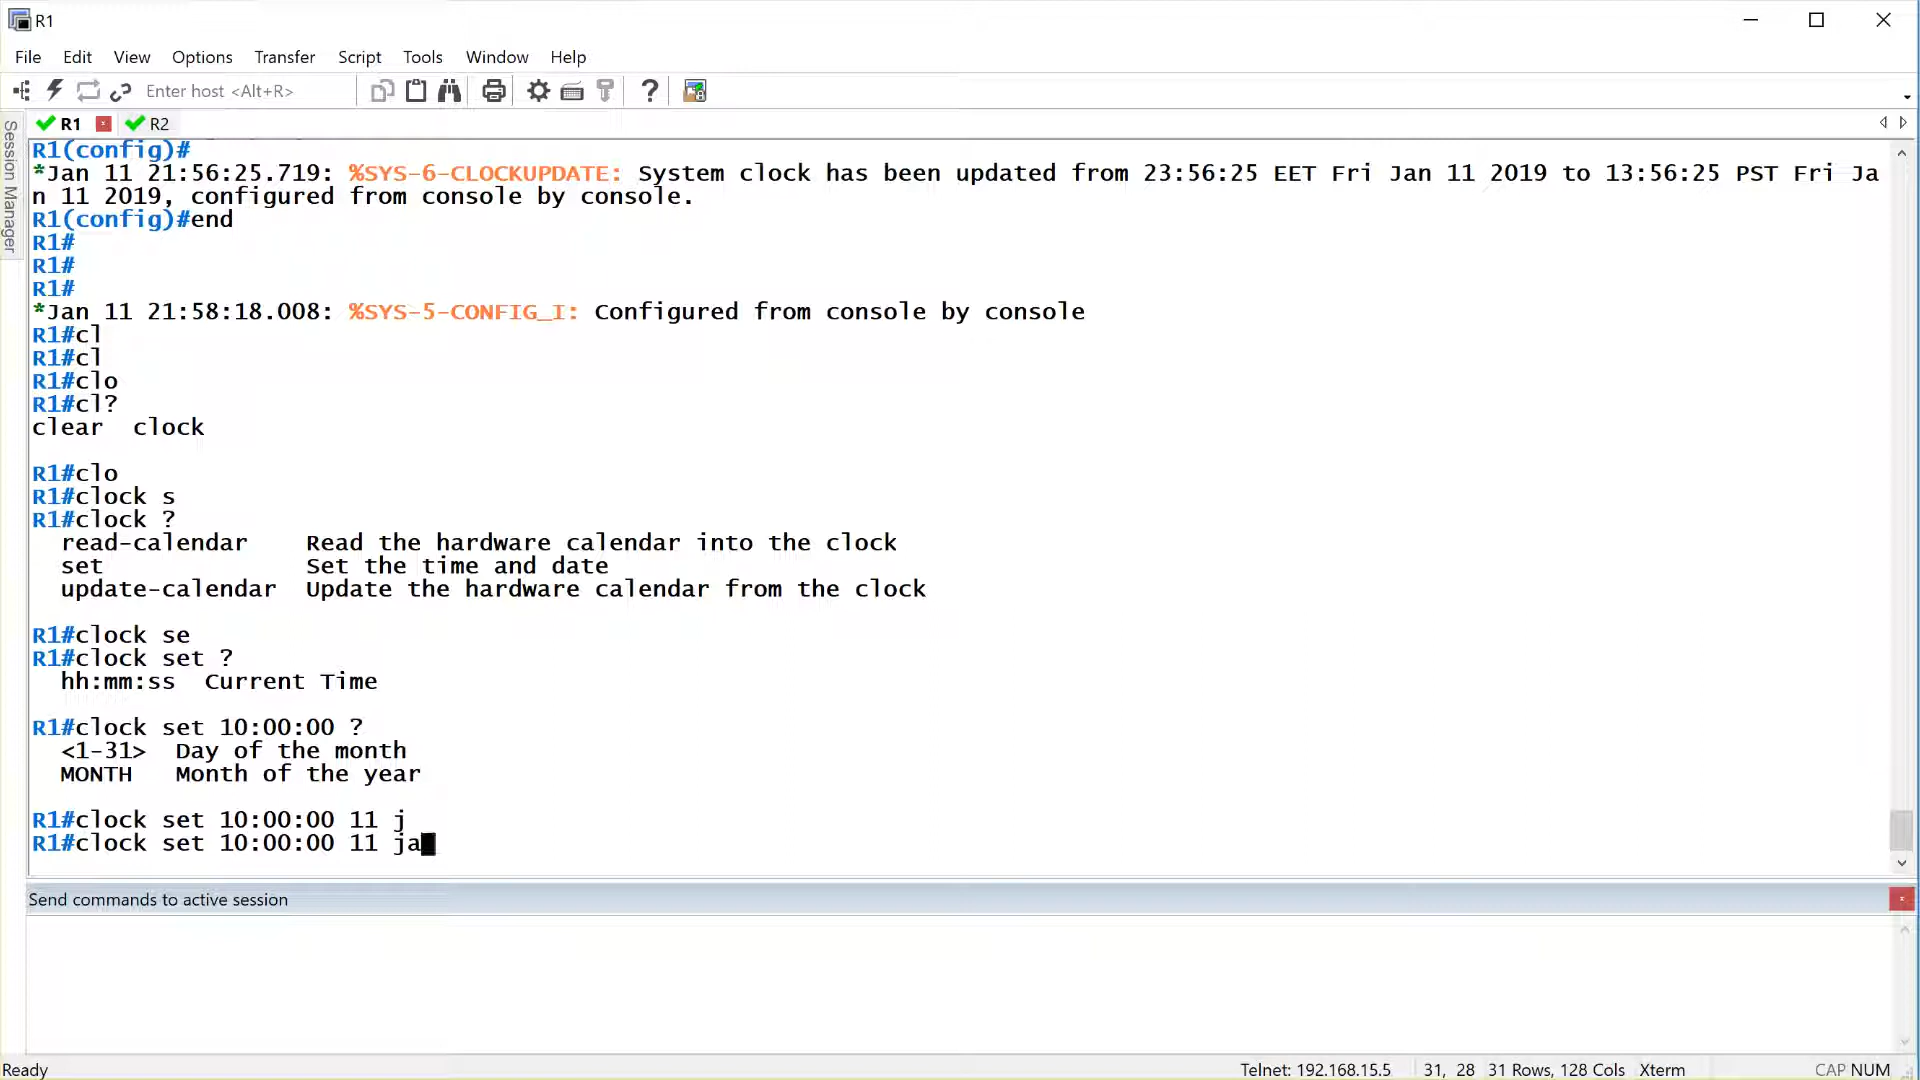 R1
File Edit View Options Transfer Script Tools Window Help
Enter host <Alt+R>
R1 R2
Session Manager
R1(config)#
*Jan 11 21:56:25.719: %SYS-6-CLOCKUPDATE: System clock has been updated from 23:56:25 EET Fri Jan 11 2019 to 13:56:25 PST Fri Ja
n 11 2019, configured from console by console.
R1(config)#end
R1#
R1#
R1#
*Jan 11 21:58:18.008: %SYS-5-CONFIG_I: Configured from console by console
R1#cl
R1#cl
R1#clo
R1#cl?
clear  clock
R1#clo
R1#clock s
R1#clock ?
  read-calendar    Read the hardware calendar into the clock
  set              Set the time and date
  update-calendar  Update the hardware calendar from the clock
R1#clock se
R1#clock set ?
  hh:mm:ss  Current Time
R1#clock set 10:00:00 ?
  <1-31>  Day of the month
  MONTH   Month of the year
R1#clock set 10:00:00 11 j
R1#clock set 10:00:00 11 ja
Send commands to active session
Ready Telnet: 192.168.15.5 31, 28 31 Rows, 128 Cols Xterm CAP NUM